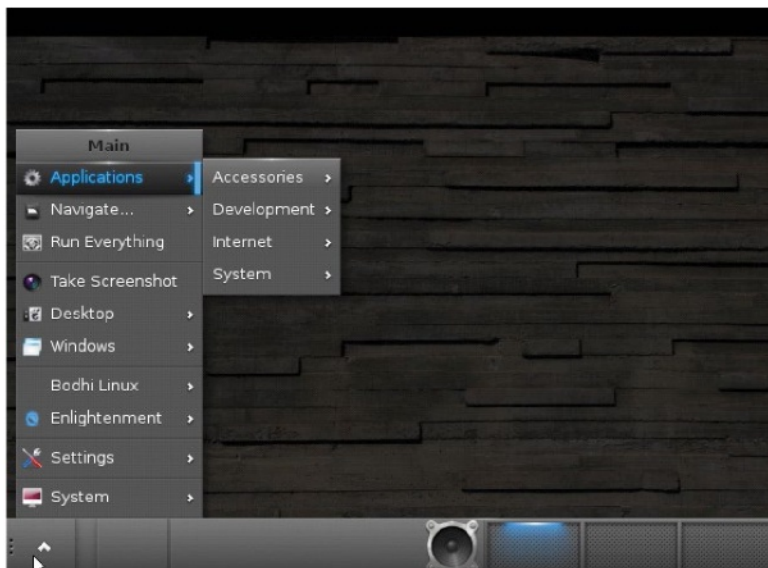 Main
Applications
Navigate...
Run Everything
Take Screenshot
Desktop
Windows
Bodhi Linux
Enlightenment
Settings
System
Accessories
Development
Internet
System